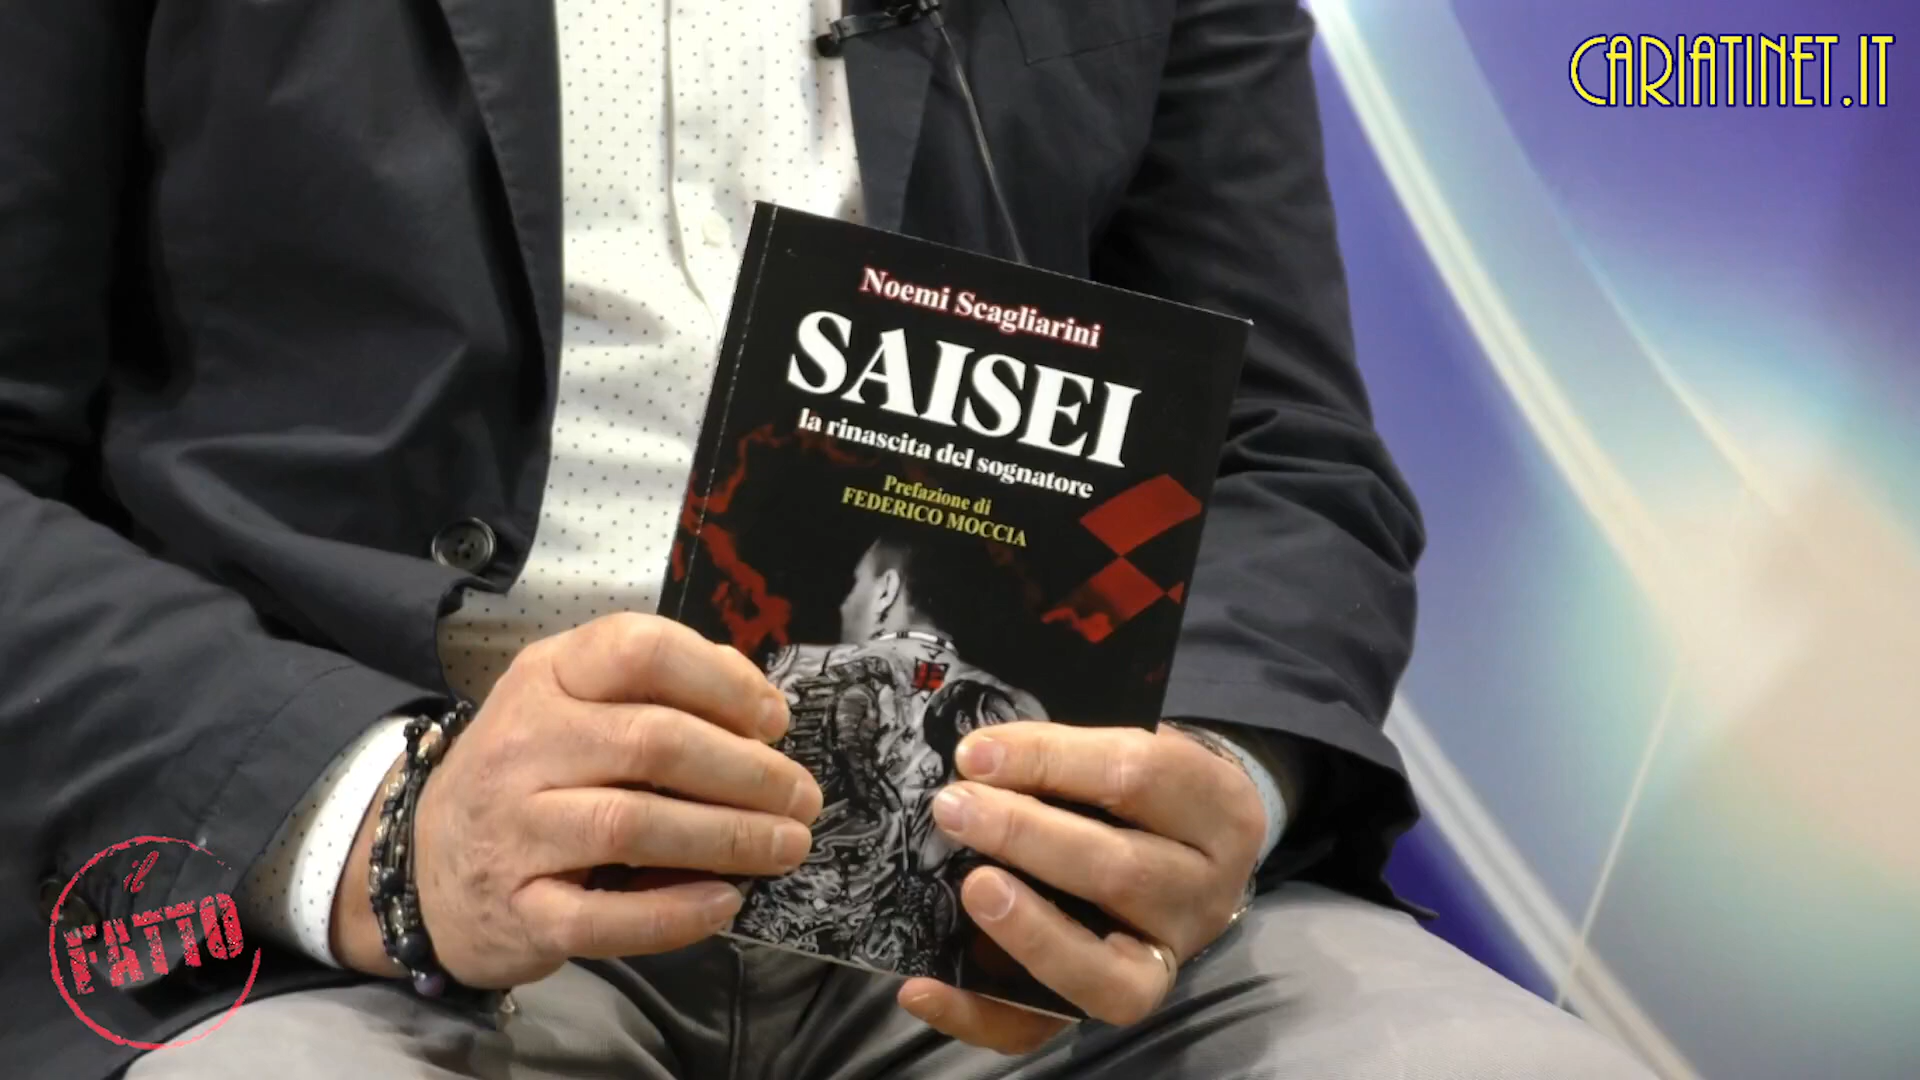 CARIATINET.IT
Noemi Scagliarini
SAISEI
la rinascita del sognatore
Prefazione di
FEDERICO MOCCIA
il
FATTO